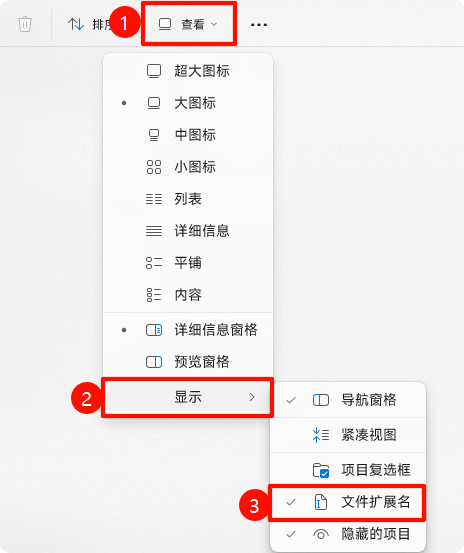 1
排序
查看
...
超大图标
大图标
中图标
小图标
列表
详细信息
平铺
内容
详细信息窗格
预览窗格
2
显示
导航窗格
紧凑视图
项目复选框
3
文件扩展名
隐藏的项目